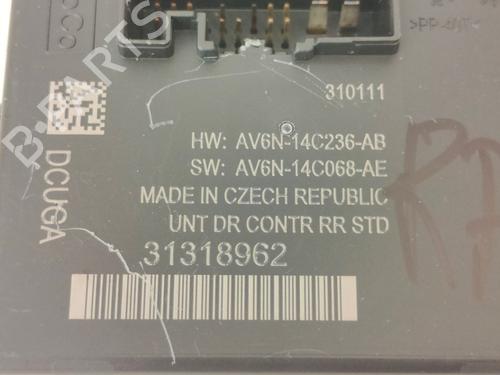 310111
HW: AV6N-14C236-AB
SW: AV6N-14C068-AE
MADE IN CZECH REPUBLIC
UNT DR CONTR RR STD
31318962
DCUGA
B-PARTS